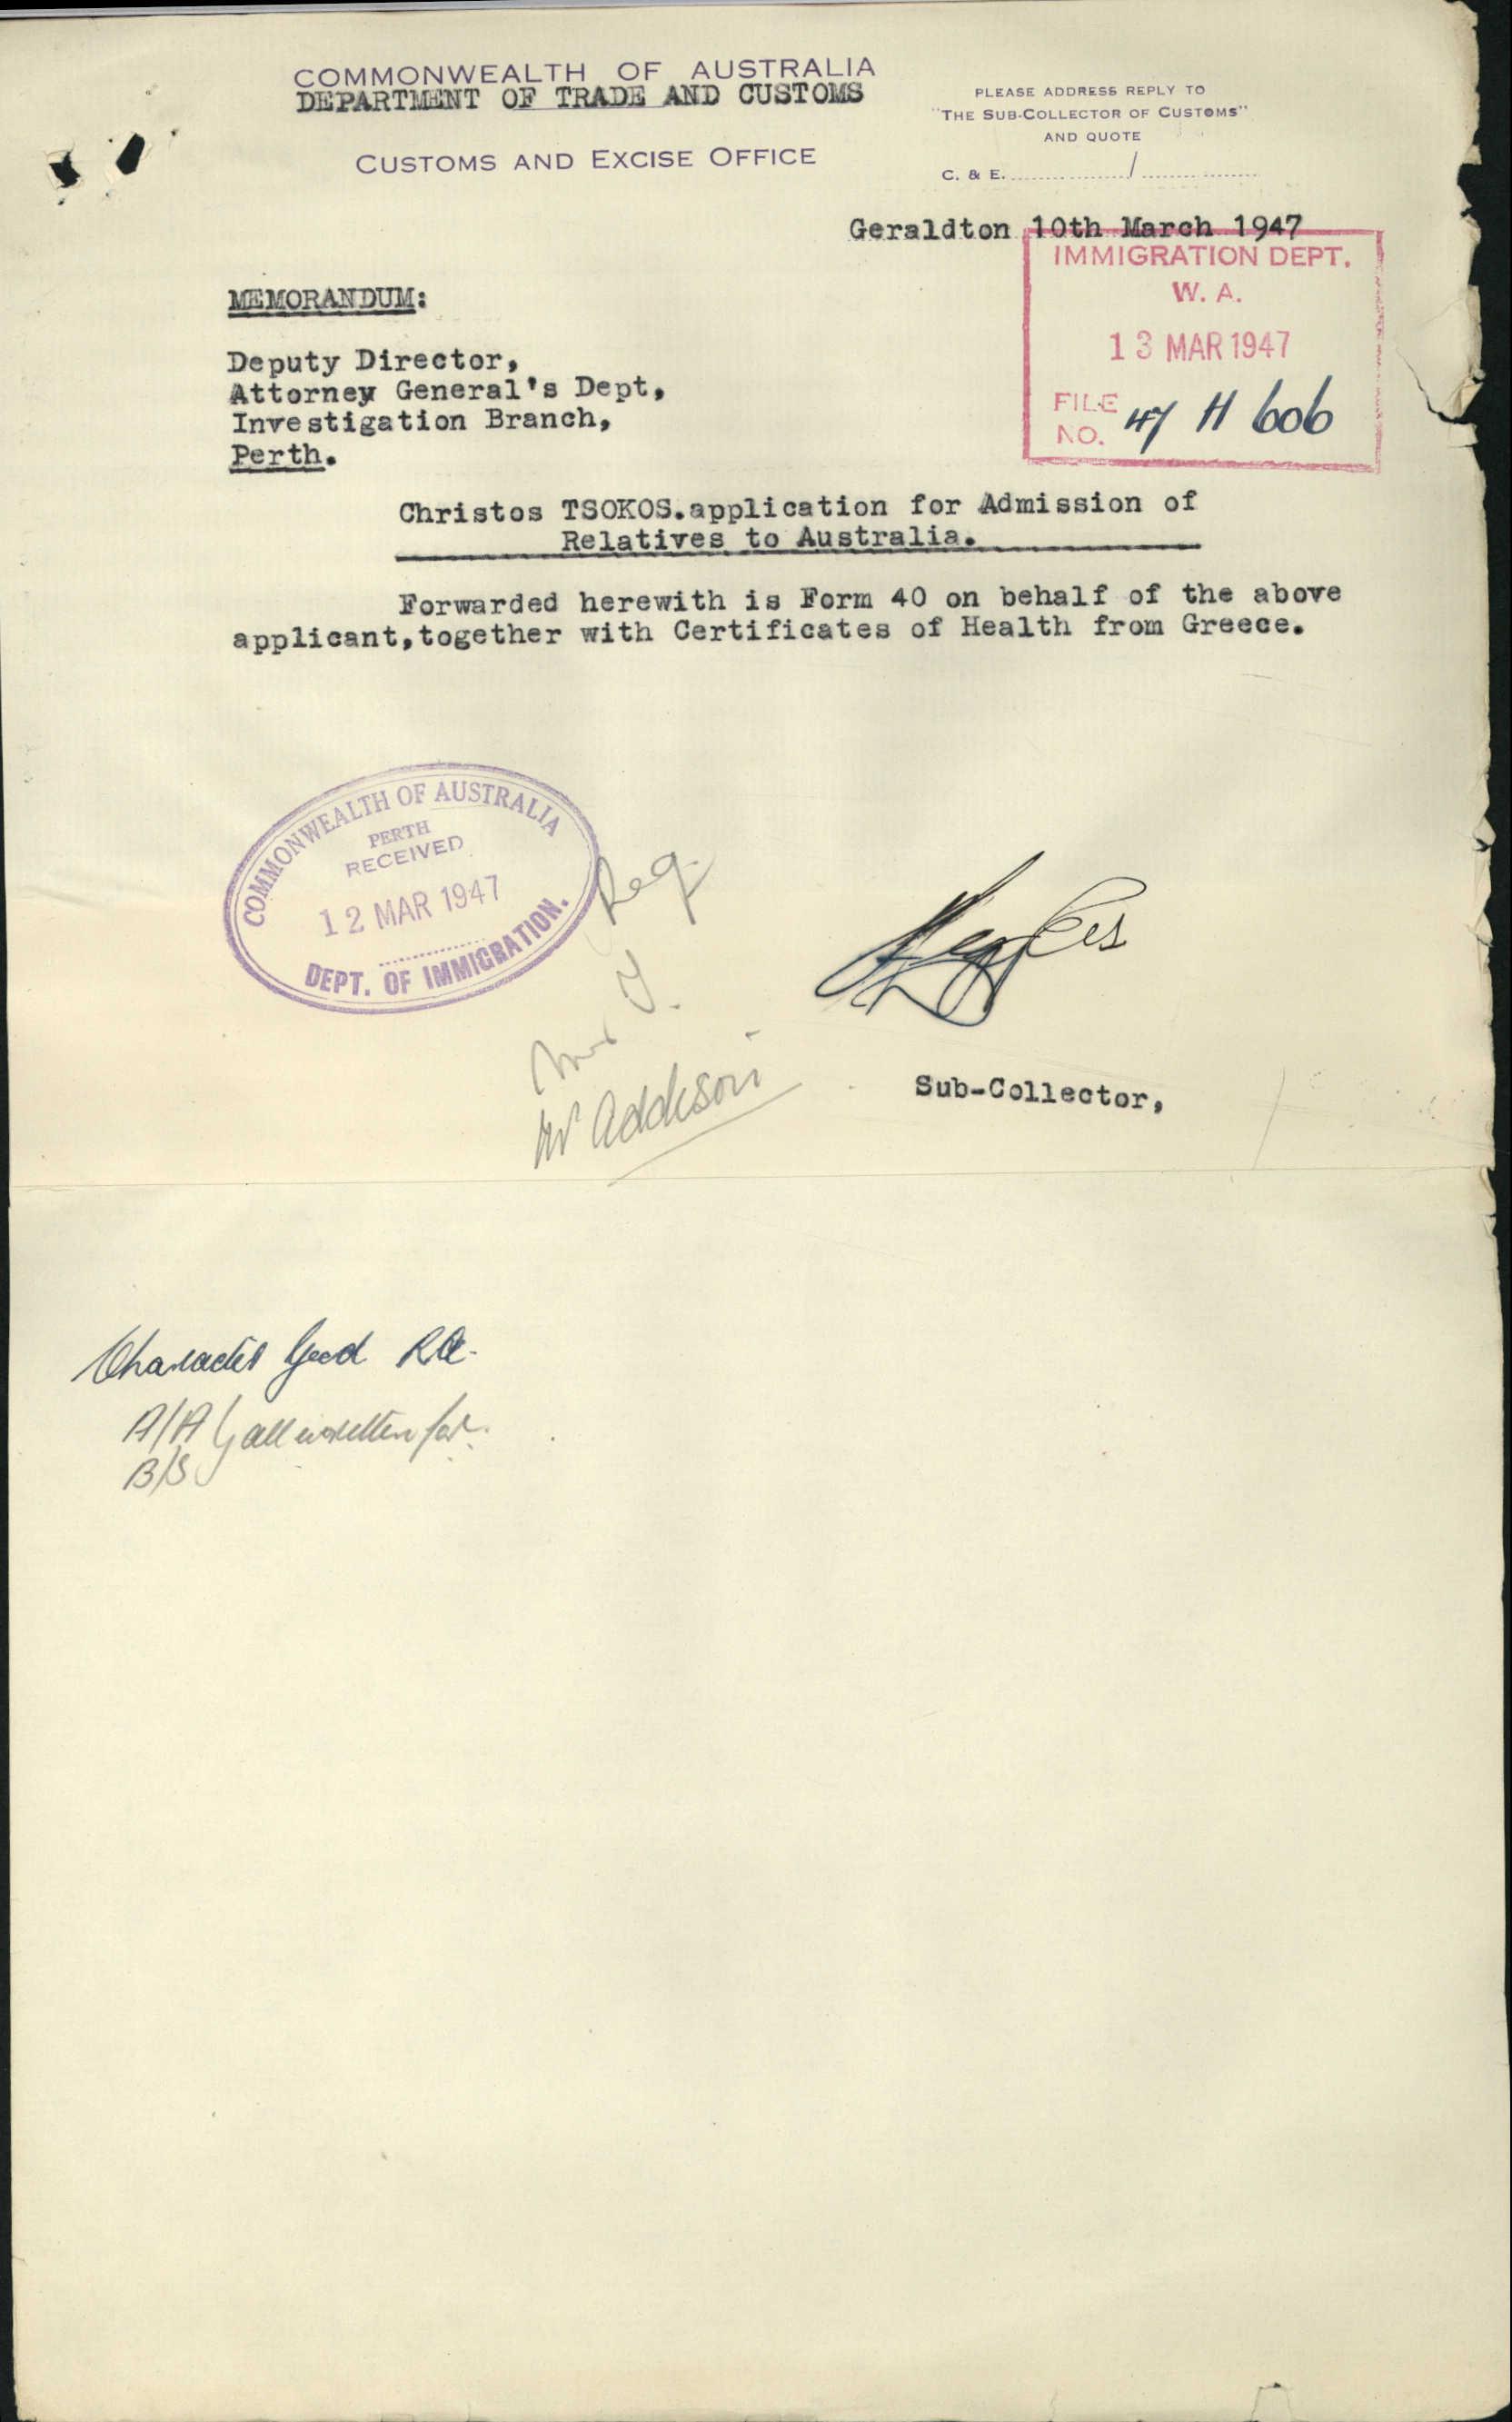 COMMONWEALTH OF AUSTRALIA
DEPARTMENT OF TRADE AND CUSTOMS
CUSTOMS AND EXCISE OFFICE
PLEASE ADDRESS REPLY TO
"THE SUB-COLLECTOR OF CUSTOMS"
AND QUOTE
C. & E. ................/................
Geraldton 10th March 1947
IMMIGRATION DEPT.
W. A.
13 MAR 1947
FILE NO. 47 H 606
MEMORANDUM:
Deputy Director,
Attorney General's Dept,
Investigation Branch,
Perth.
Christos TSOKOS.application for Admission of
Relatives to Australia.
Forwarded herewith is Form 40 on behalf of the above
applicant,together with Certificates of Health from Greece.
COMMONWEALTH OF AUSTRALIA
PERTH
RECEIVED
12 MAR 1947
DEPT. OF IMMIGRATION.
Reg.
Mr Addison
Sub-Collector,
Character Good
A/A } all written for.
B/S